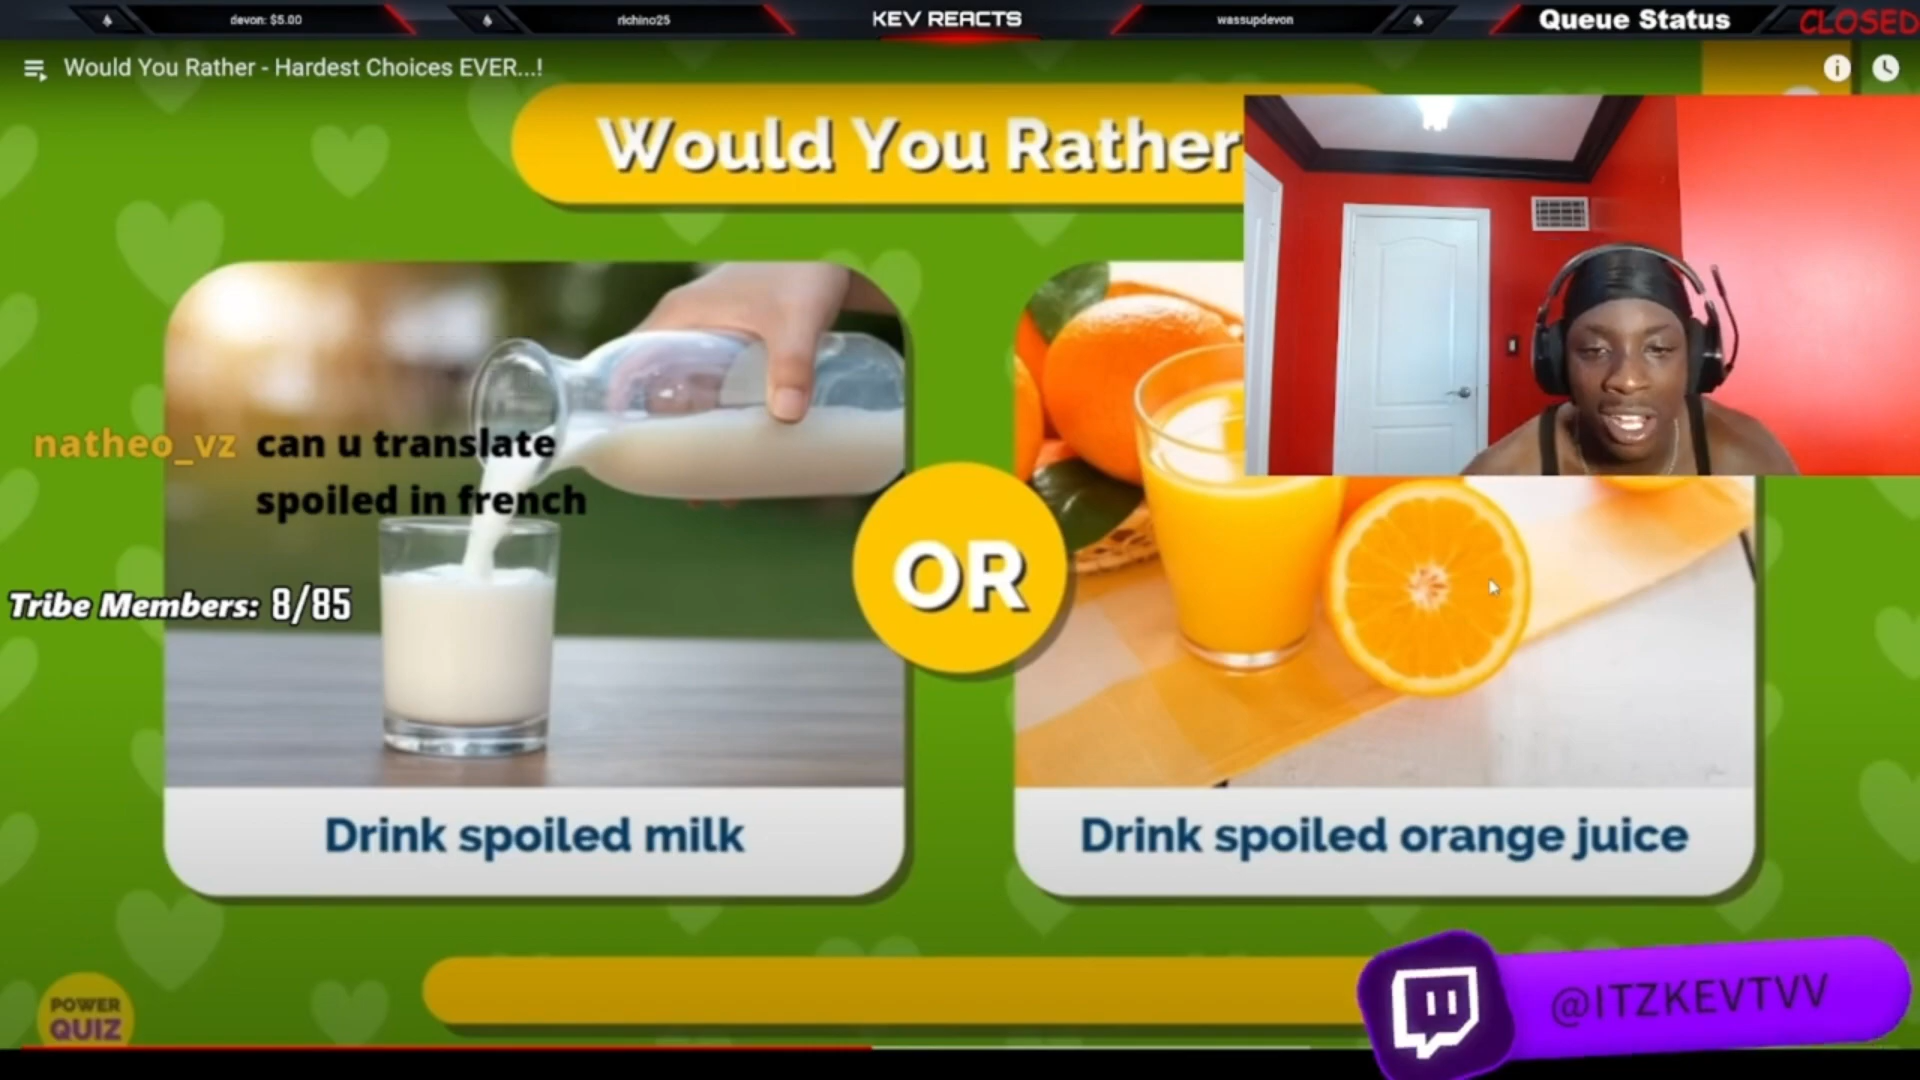 devon: $5.00
richino25
KEV REACTS
wassupdevon
Queue Status
CLOSED
Would You Rather - Hardest Choices EVER...!
Would You Rather
natheo_vz can u translate
spoiled in french
OR
Tribe Members: 8/85
Drink spoiled milk
Drink spoiled orange juice
POWER
QUIZ
@ITZKEVTVV